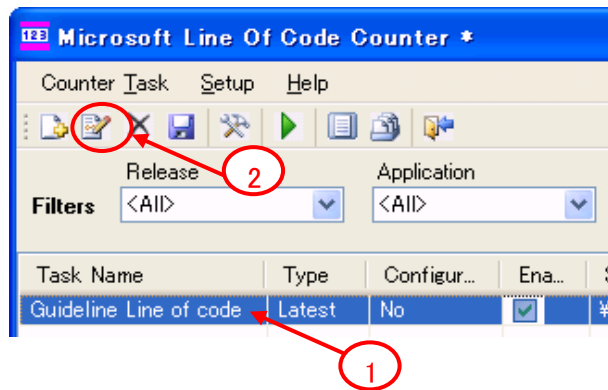 123 Microsoft Line Of Code Counter *
Counter Task Setup Help
2
Release Application
Filters <All> <All>
Task Name Type Configur... Ena...
Guideline Line of code Latest No ¥
1